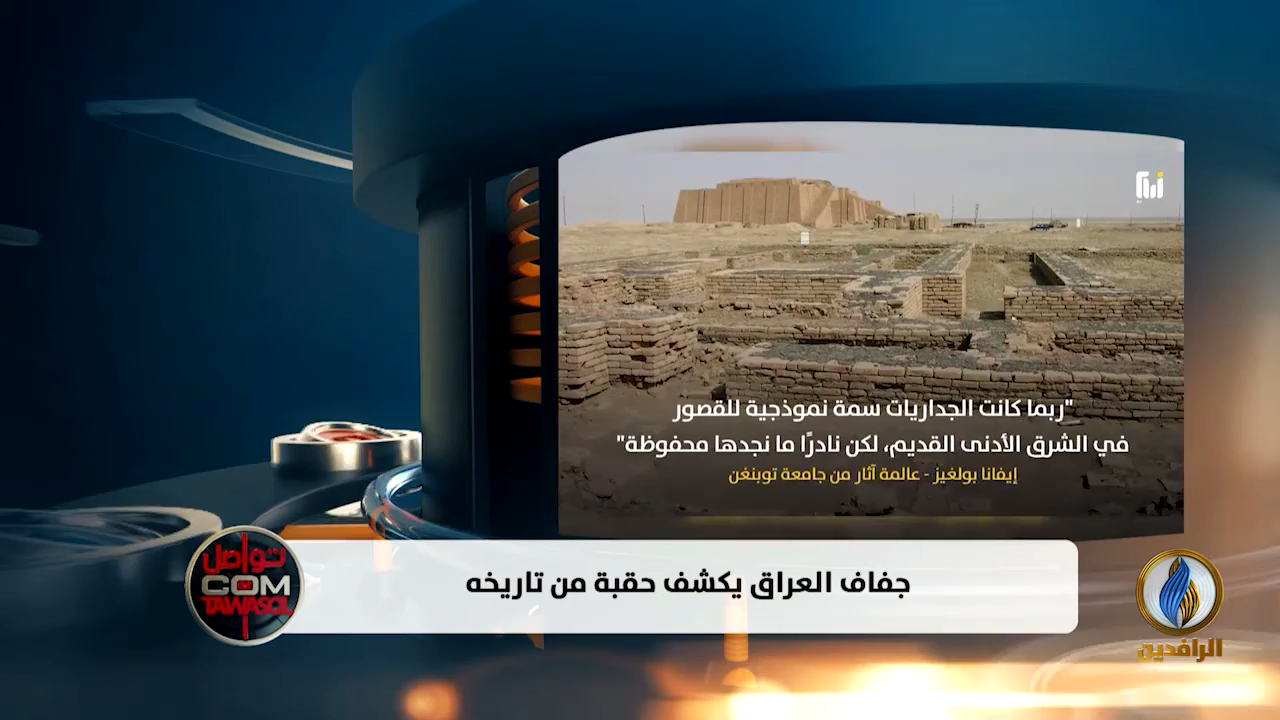 "ربما كانت الجداريات سمة نموذجية للقصور
في الشرق الأدنى القديم، لكن نادرًا ما نجدها محفوظة"
إيفانا بولغيز - عالمة آثار من جامعة توبنغن
جفاف العراق يكشف حقبة من تاريخه
تواصل
COM
TAWASOL
الرافدين